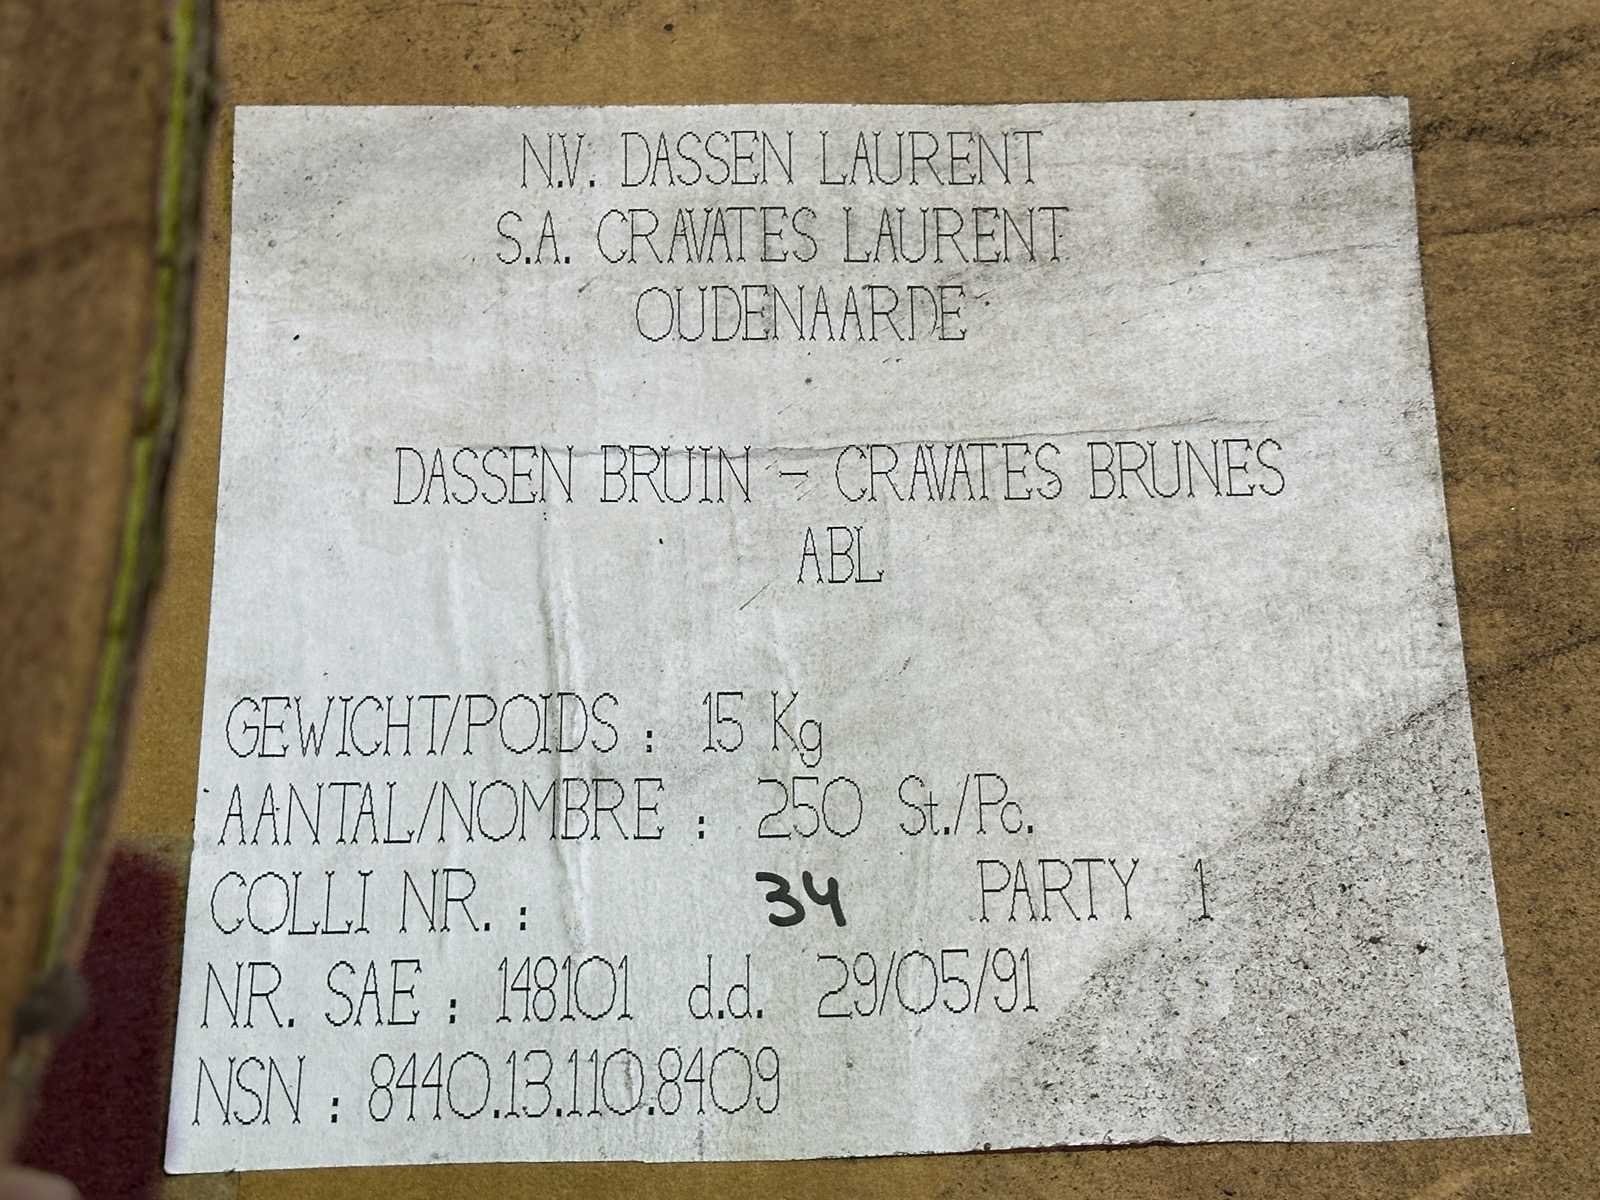 N.V. DASSEN LAURENT
S.A. CRAVATES LAURENT
OUDENAARDE
DASSEN BRUIN - CRAVATES BRUNES
ABL
GEWICHT/POIDS : 15 Kg
AANTAL/NOMBRE : 250 St./Pc.
COLLI NR. : 34 PARTY 1
NR. SAE : 148101 d.d. 29/05/91
NSN : 8440.13.110.8409